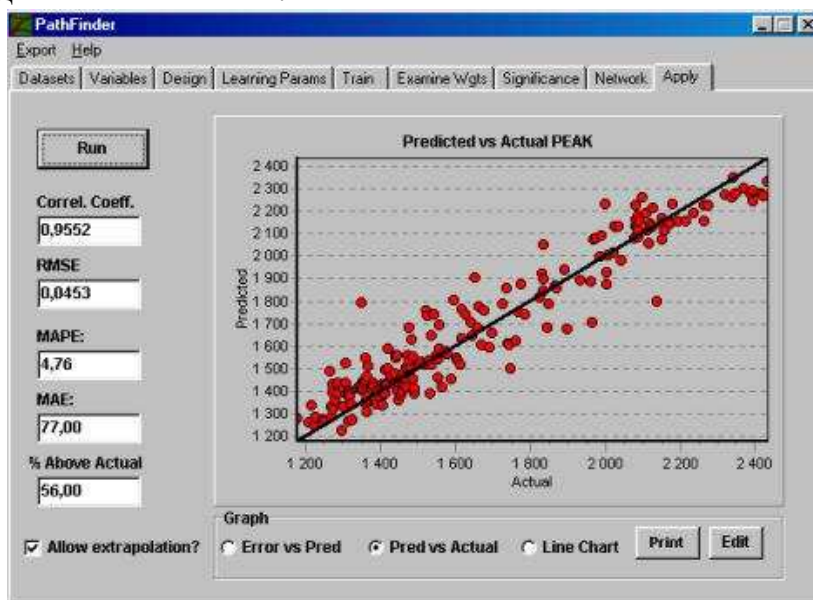 PathFinder
Export Help
Datasets Variables Design Learning Params Train Examine Wgts Significance Network Apply
Run
Correl. Coeff.
0,9552
RMSE
0,0453
MAPE:
4,76
MAE:
77,00
% Above Actual
56,00
Allow extrapolation?
Predicted vs Actual PEAK
Predicted
2 400
2 300
2 200
2 100
2 000
1 900
1 800
1 700
1 600
1 500
1 400
1 300
1 200
1 200 1 400 1 600 1 800 2 000 2 200 2 400
Actual
Graph
Error vs Pred Pred vs Actual Line Chart Print Edit